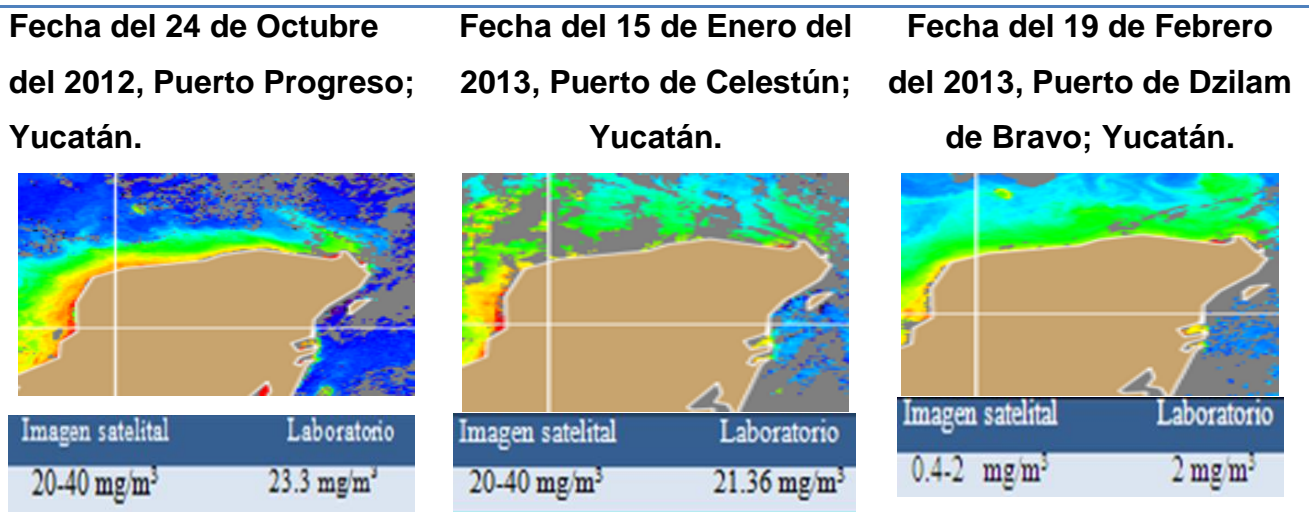 Fecha del 24 de Octubre
del 2012, Puerto Progreso;
Yucatán.
Fecha del 15 de Enero del
2013, Puerto de Celestún;
Yucatán.
Fecha del 19 de Febrero
del 2013, Puerto de Dzilam
de Bravo; Yucatán.
Imagen satelital Laboratorio
20-40 mg/m³ 23.3 mg/m³
Imagen satelital Laboratorio
20-40 mg/m³ 21.36 mg/m³
Imagen satelital Laboratorio
0.4-2 mg/m³ 2 mg/m³